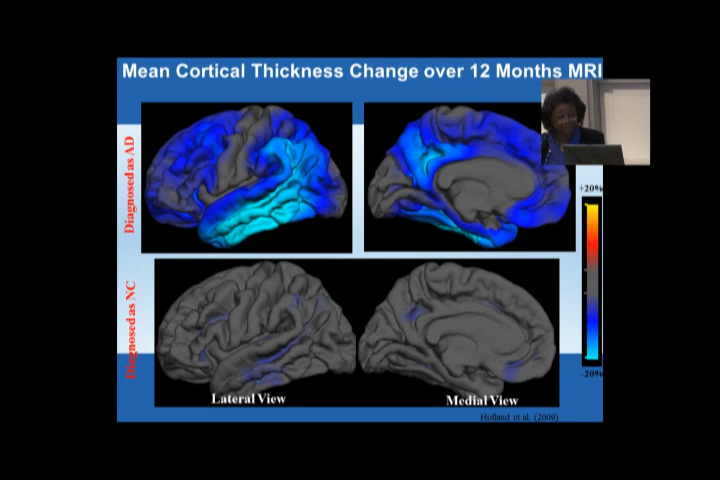 Mean Cortical Thickness Change over 12 Months MRI
Diagnosed as AD
+20%
Diagnosed as NC
-20%
Lateral View
Medial View
Holland et al. (2009)